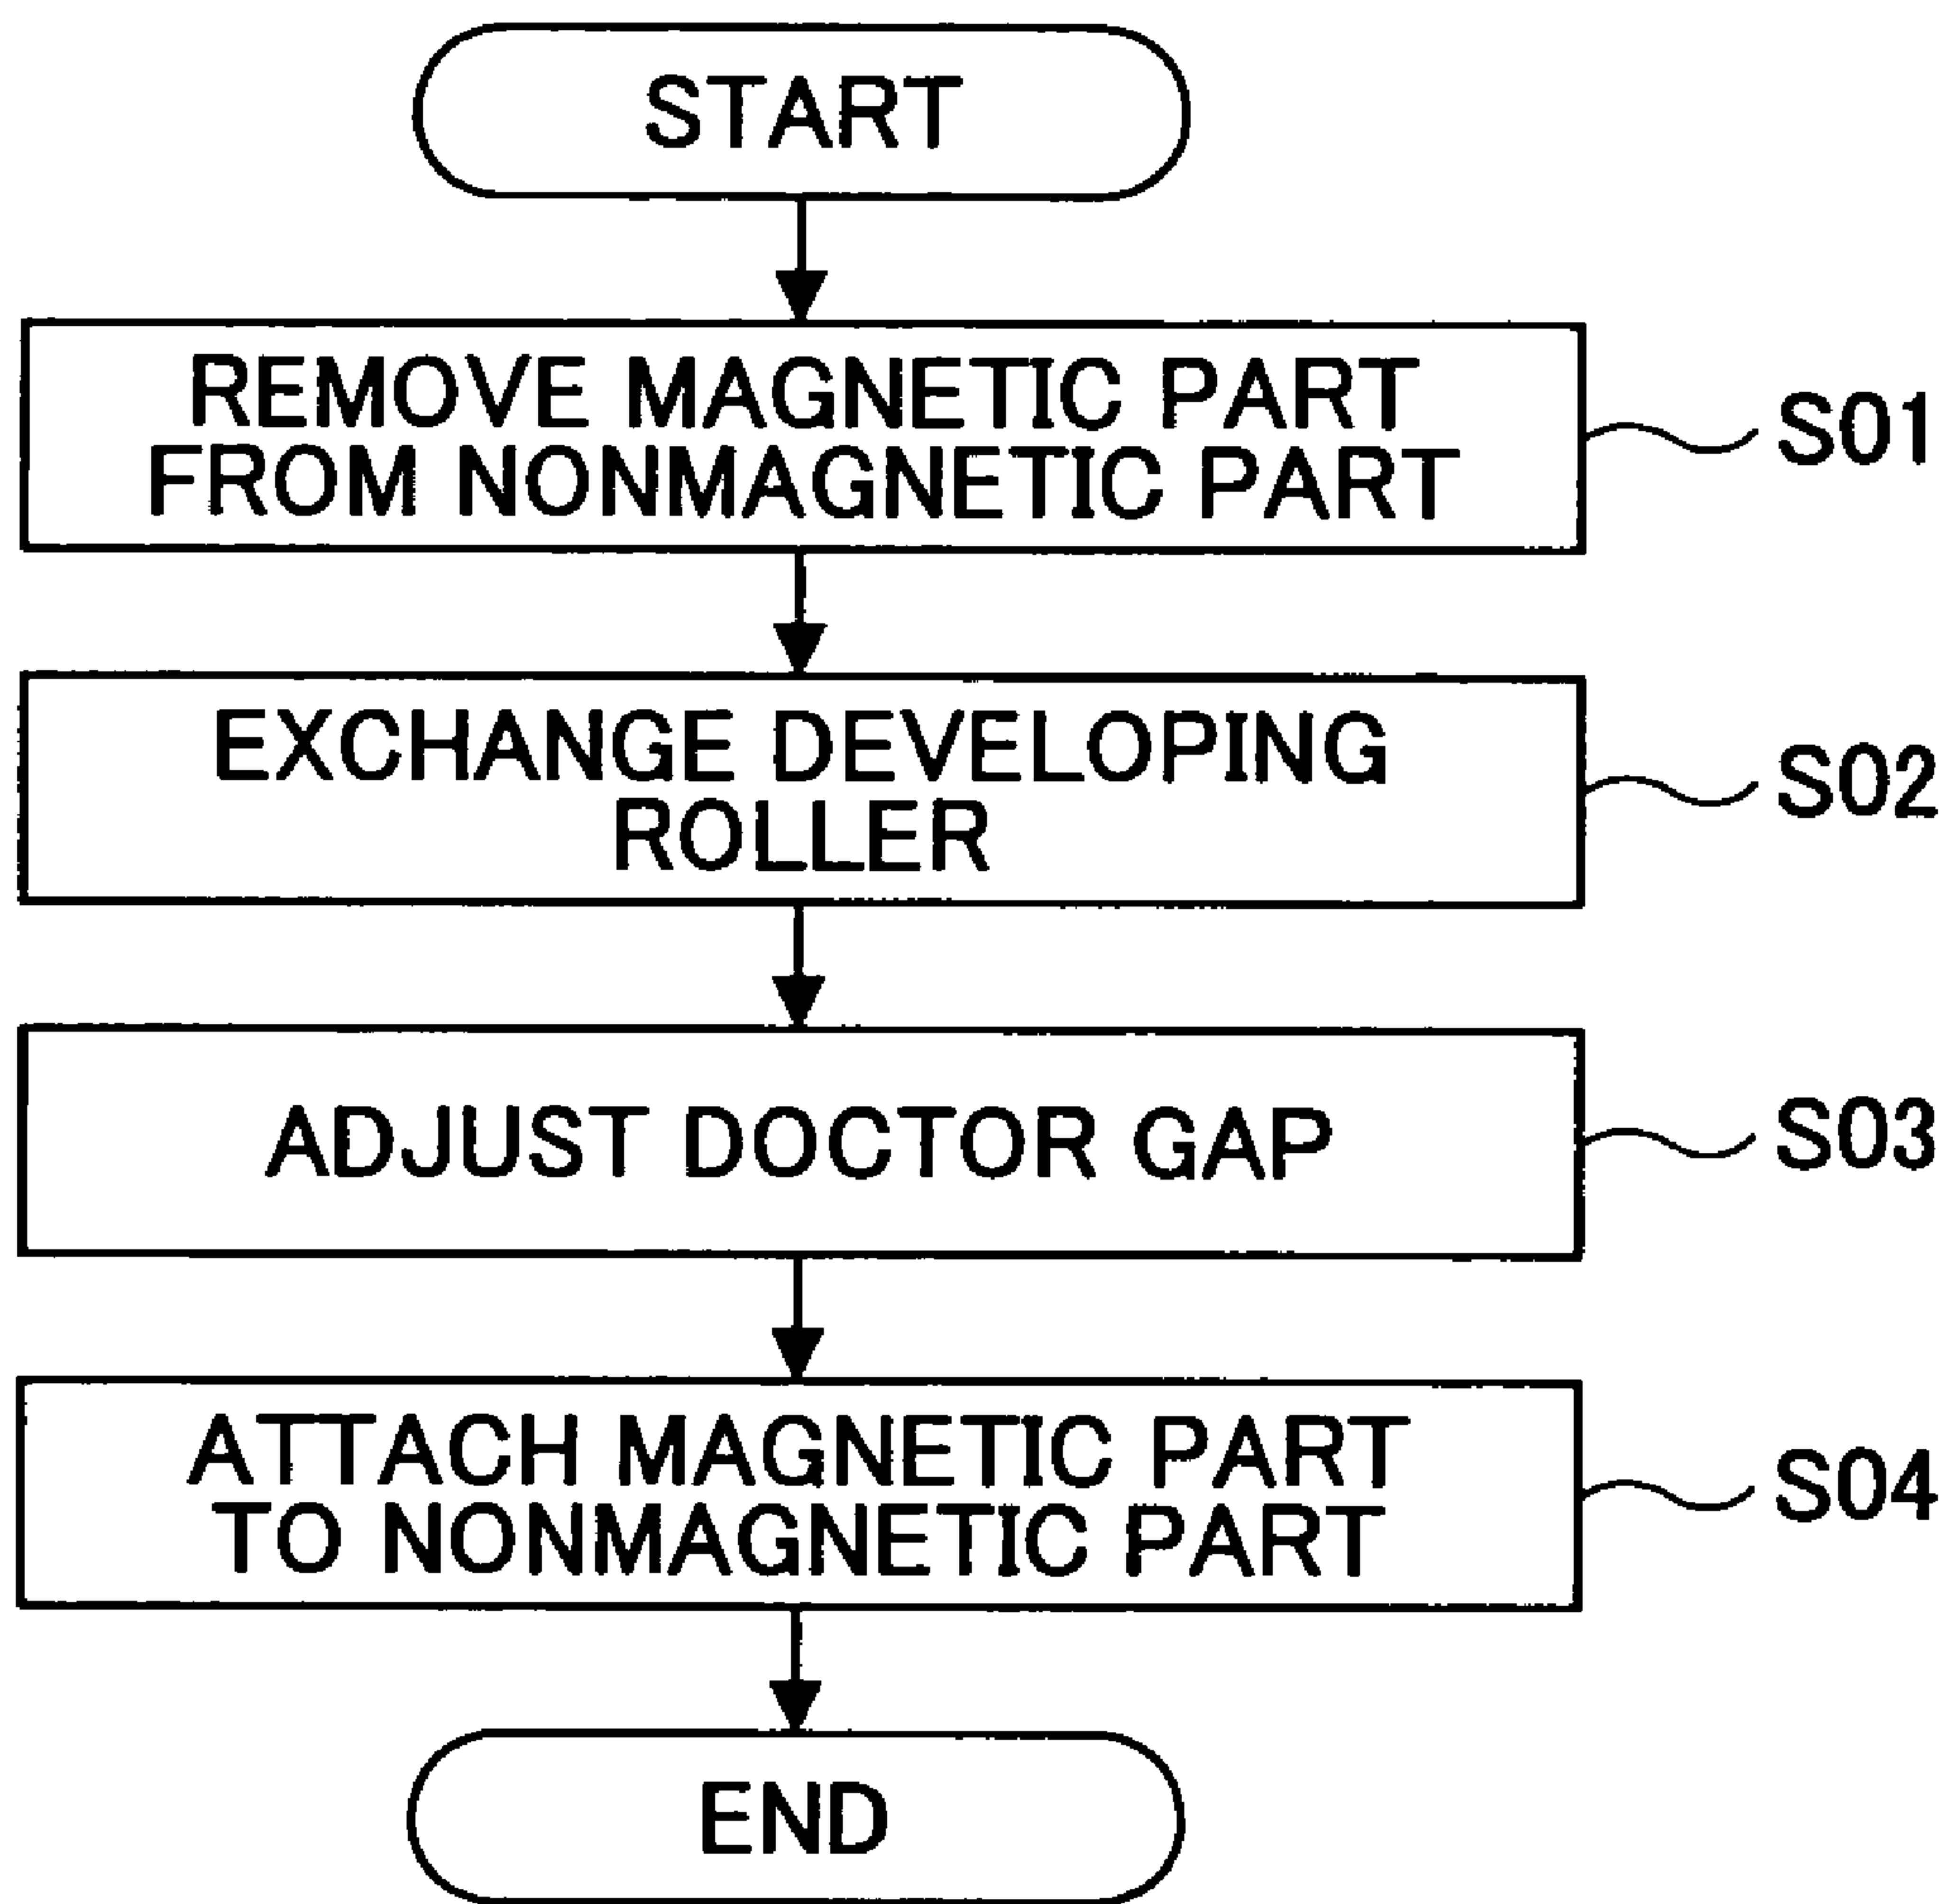 START
REMOVE MAGNETIC PART
FROM NONMAGNETIC PART
S01
EXCHANGE DEVELOPING
ROLLER
S02
ADJUST DOCTOR GAP
S03
ATTACH MAGNETIC PART
TO NONMAGNETIC PART
S04
END